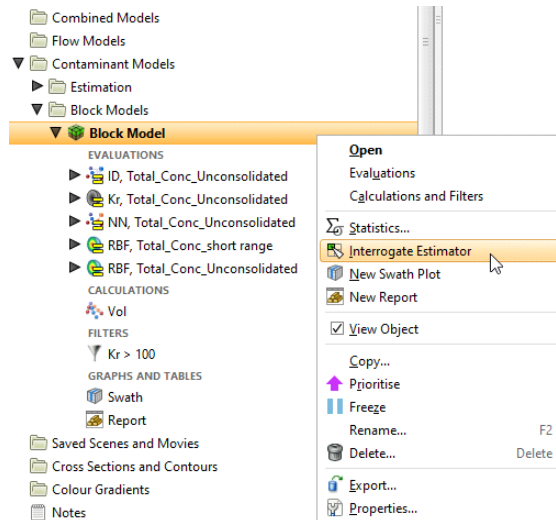 Combined Models
Flow Models
Contaminant Models
Estimation
Block Models
Block Model
EVALUATIONS
ID, Total_Conc_Unconsolidated
Kr, Total_Conc_Unconsolidated
NN, Total_Conc_Unconsolidated
RBF, Total_Conc_short range
RBF, Total_Conc_Unconsolidated
CALCULATIONS
Vol
FILTERS
Kr > 100
GRAPHS AND TABLES
Swath
Report
Saved Scenes and Movies
Cross Sections and Contours
Colour Gradients
Notes
Open
Evaluations
Calculations and Filters
Statistics...
Interrogate Estimator
New Swath Plot
New Report
View Object
Copy...
Prioritise
Freeze
Rename... F2
Delete... Delete
Export...
Properties...